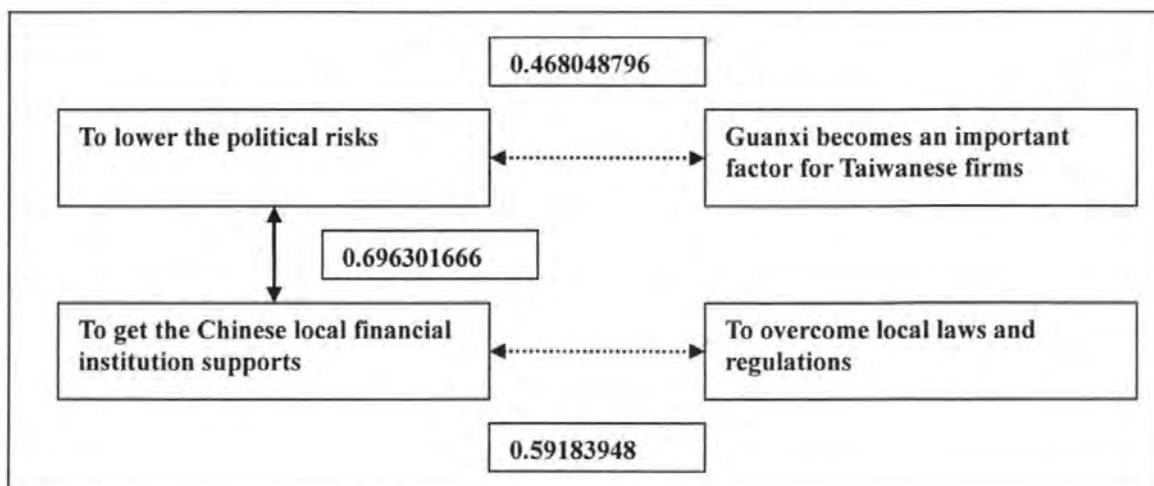 0.468048796
To lower the political risks
Guanxi becomes an important
factor for Taiwanese firms
0.696301666
To get the Chinese local financial
institution supports
To overcome local laws and
regulations
0.59183948